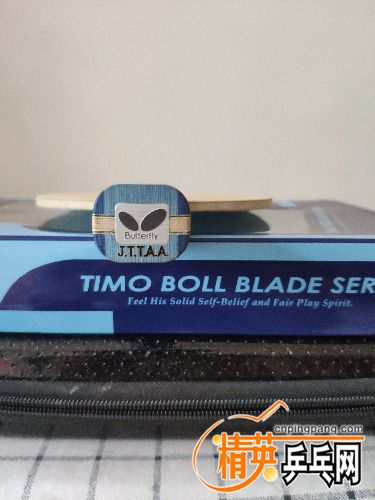 Butterfly
J.T.T.A.A.
TIMO BOLL BLADE SER
Feel His Solid Self-Belief and Fair Play Spirit.
cnpingpang.com
精英乒乓网